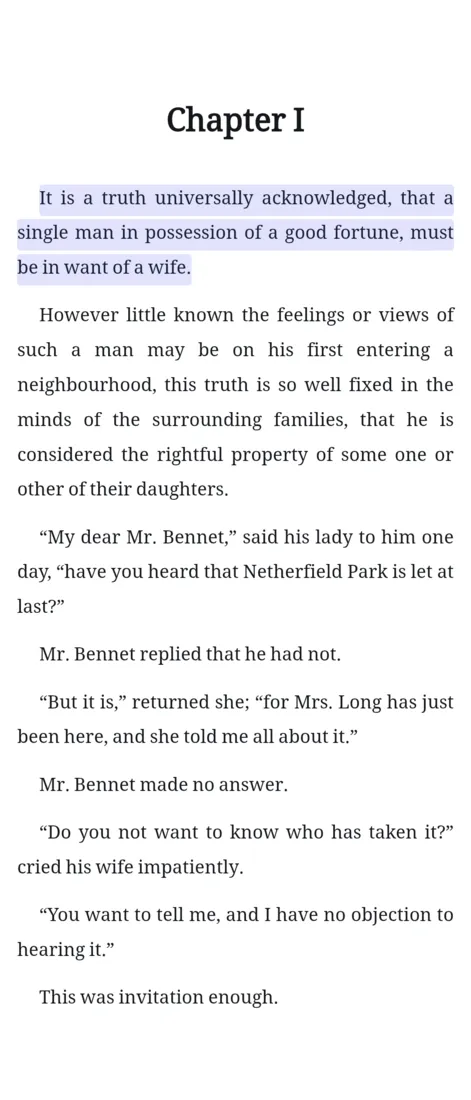 Chapter I
It is a truth universally acknowledged, that a
single man in possession of a good fortune, must
be in want of a wife.
However little known the feelings or views of
such a man may be on his first entering a
neighbourhood, this truth is so well fixed in the
minds of the surrounding families, that he is
considered the rightful property of some one or
other of their daughters.
“My dear Mr. Bennet,” said his lady to him one
day, “have you heard that Netherfield Park is let at
last?”
Mr. Bennet replied that he had not.
“But it is,” returned she; “for Mrs. Long has just
been here, and she told me all about it.”
Mr. Bennet made no answer.
“Do you not want to know who has taken it?”
cried his wife impatiently.
“You want to tell me, and I have no objection to
hearing it.”
This was invitation enough.